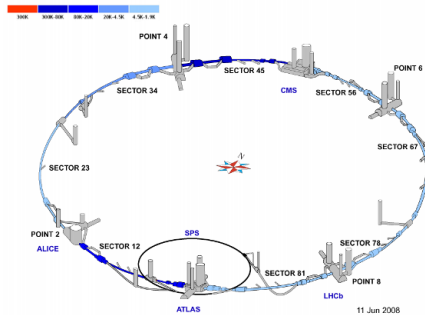 300K 300K-80K 80K-20K 20K-4.5K 4.5K-1.9K
POINT 4
SECTOR 45
POINT 6
SECTOR 34
CMS
SECTOR 56
SECTOR 67
N
SECTOR 23
POINT 2
SPS
ALICE
SECTOR 12
SECTOR 78
SECTOR 81
POINT 8
LHCb
ATLAS
11 Jun 2008